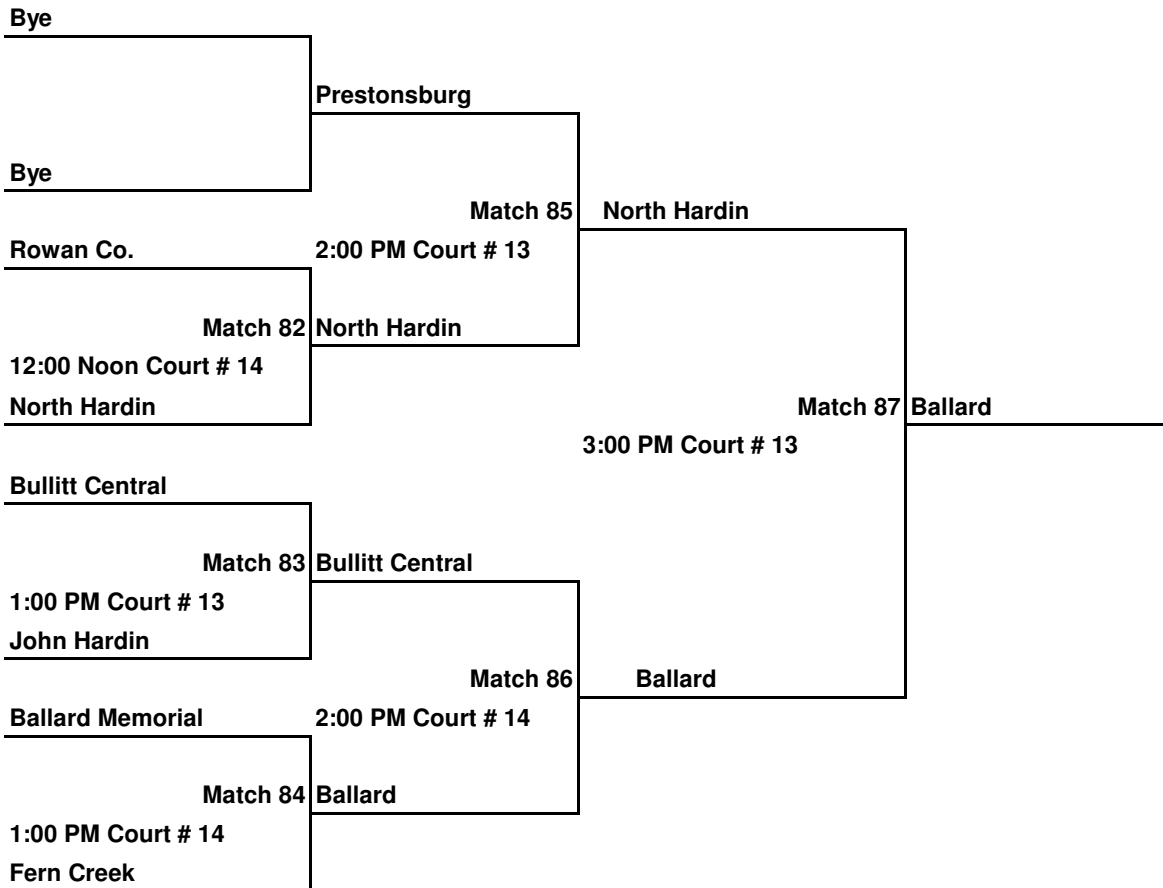 Bye
Prestonsburg
Bye
Match 85 North Hardin
Rowan Co. 2:00 PM Court # 13
Match 82 North Hardin
12:00 Noon Court # 14
North Hardin Match 87 Ballard
3:00 PM Court # 13
Bullitt Central
Match 83 Bullitt Central
1:00 PM Court # 13
John Hardin
Match 86 Ballard
Ballard Memorial 2:00 PM Court # 14
Match 84 Ballard
1:00 PM Court # 14
Fern Creek